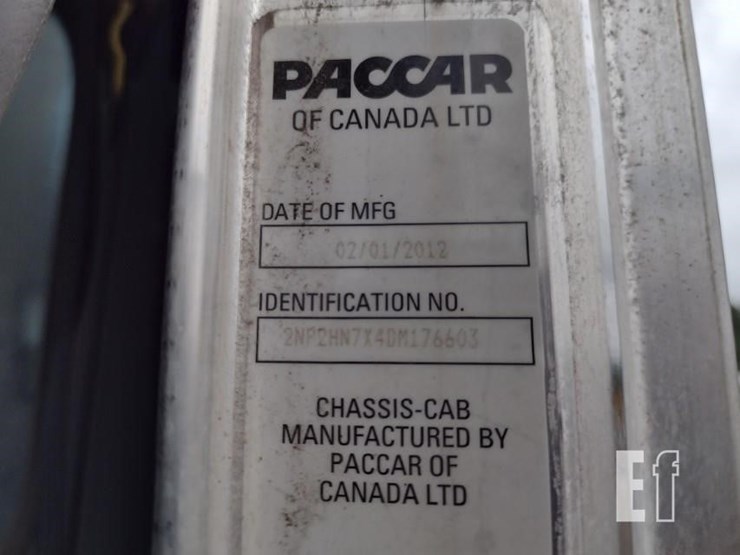 PACCAR
OF CANADA LTD
DATE OF MFG
02/01/2012
IDENTIFICATION NO.
2NP2HN7X4DM176603
CHASSIS-CAB
MANUFACTURED BY
PACCAR OF
CANADA LTD
Ef